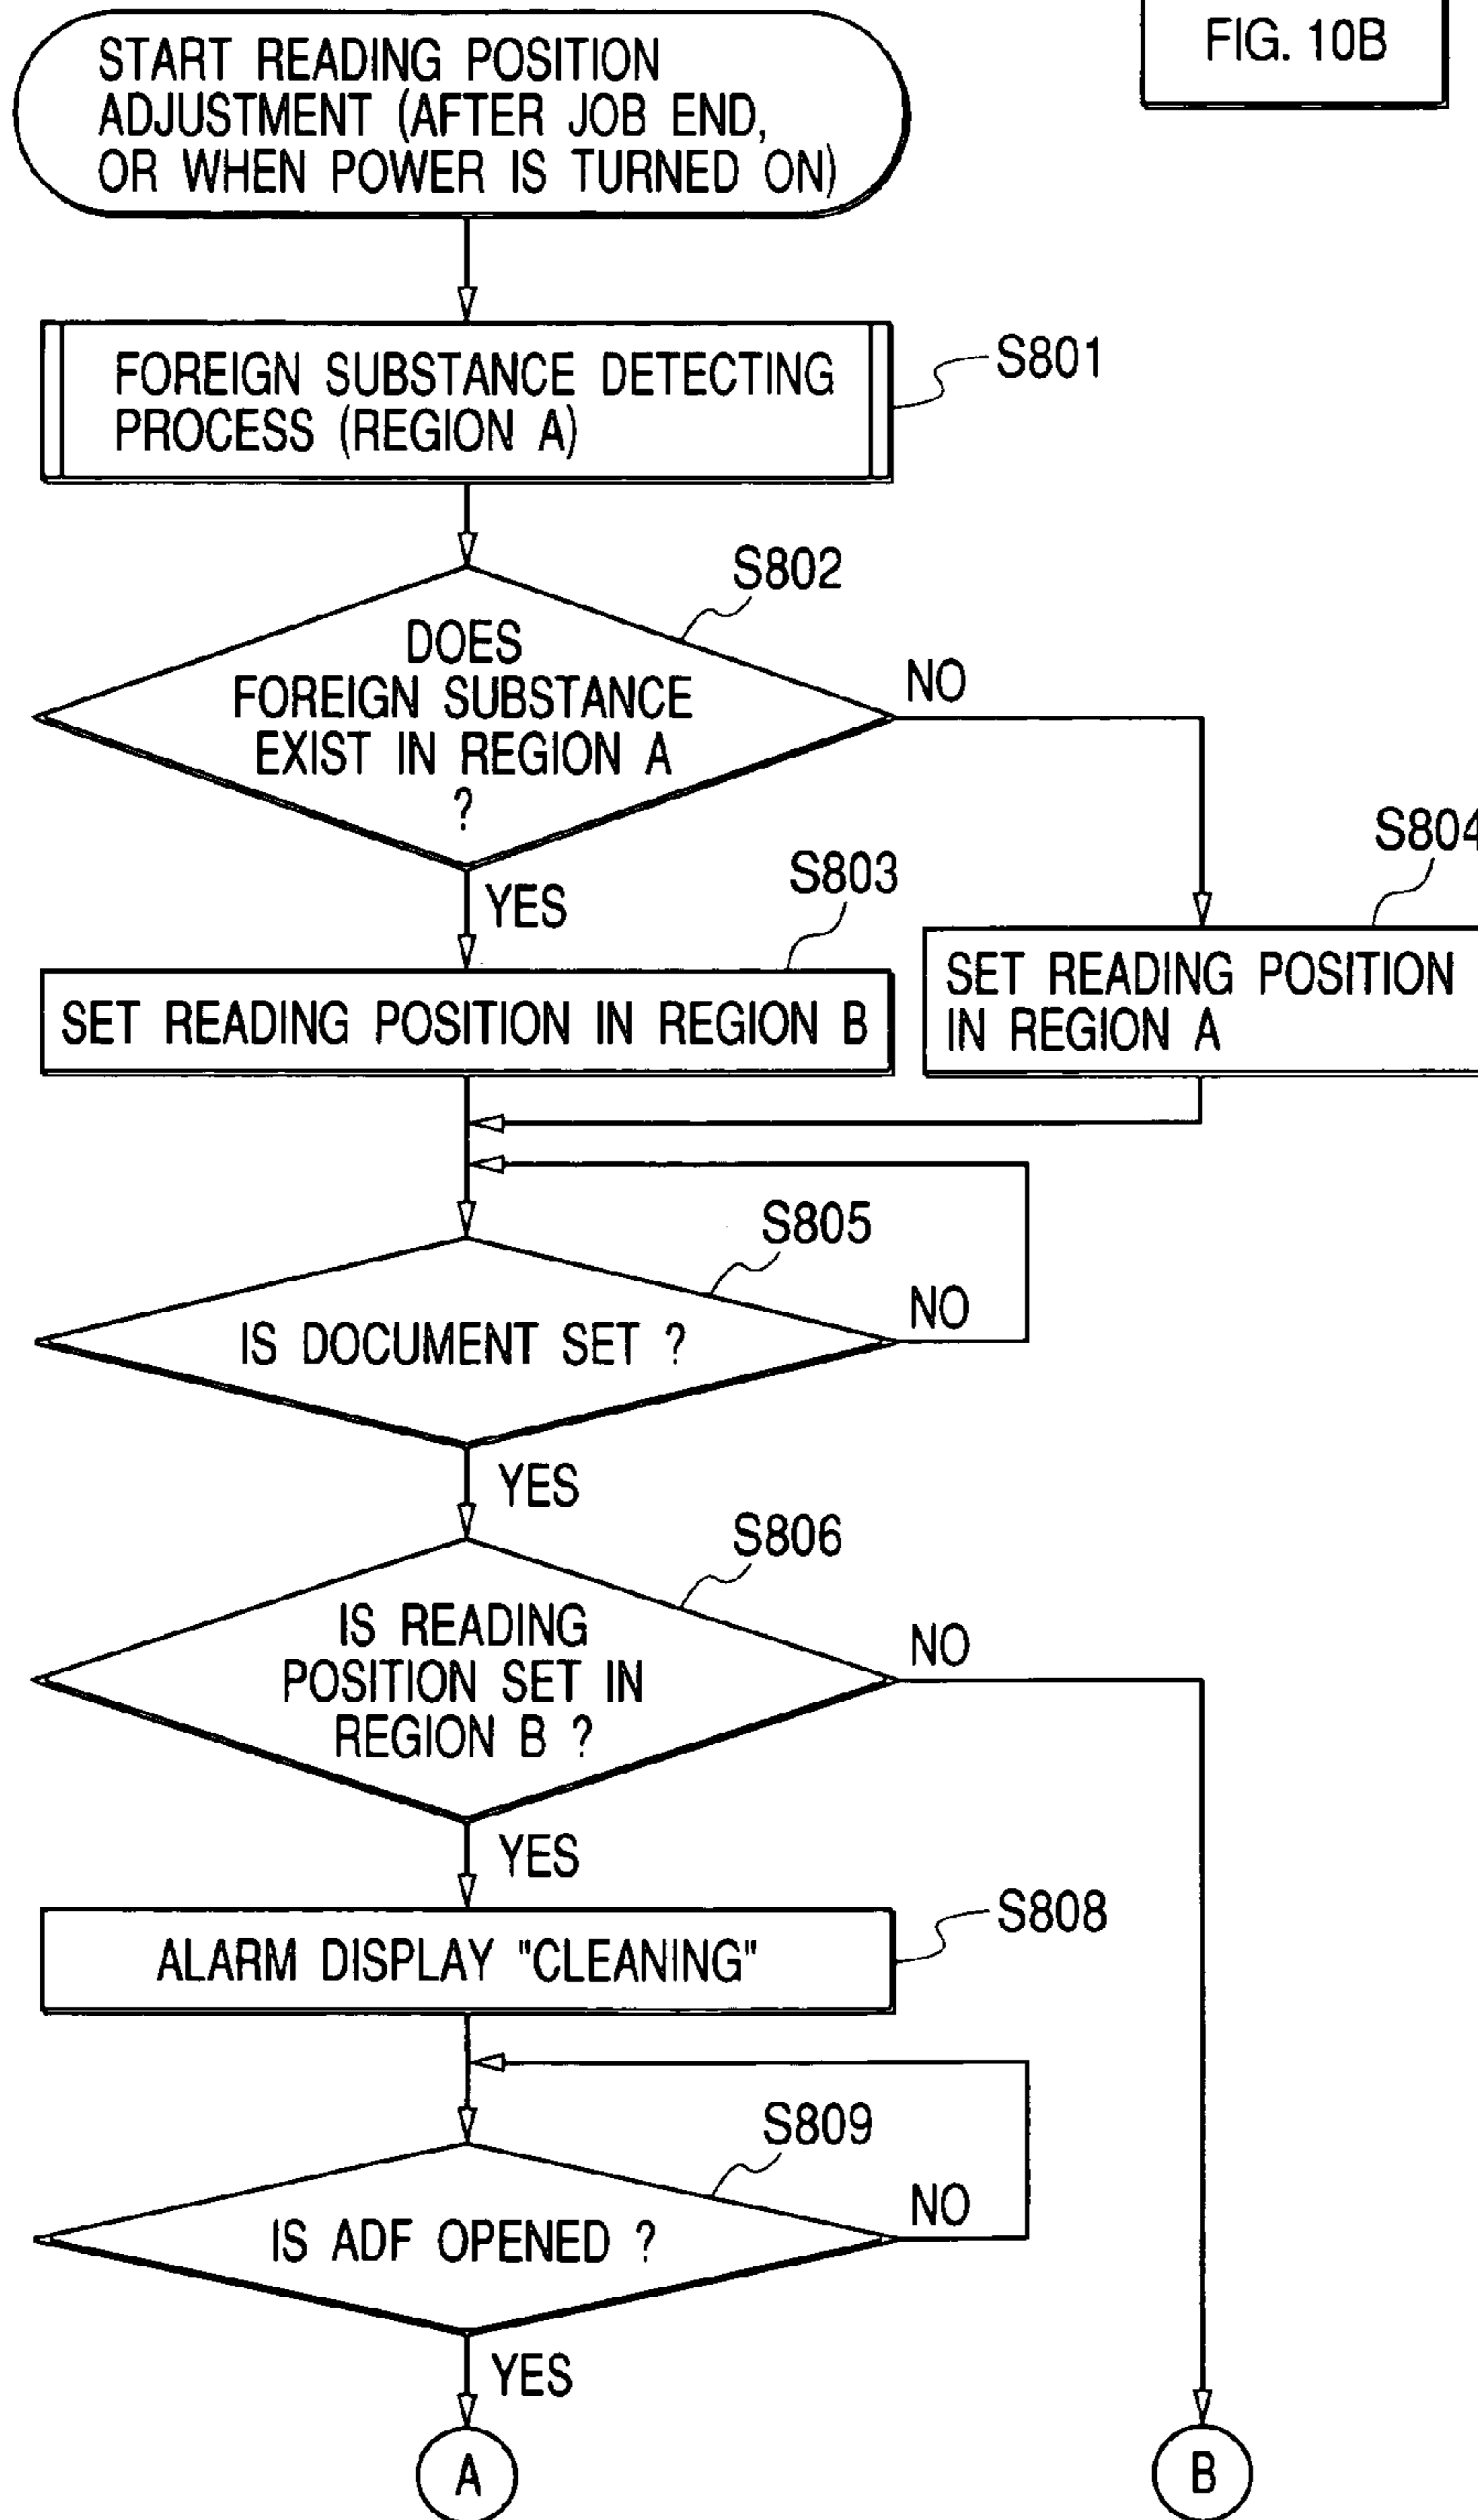 FIG. 10B
START READING POSITION
ADJUSTMENT (AFTER JOB END,
OR WHEN POWER IS TURNED ON)
FOREIGN SUBSTANCE DETECTING
PROCESS (REGION A)
S801
S802
DOES
FOREIGN SUBSTANCE
EXIST IN REGION A
?
NO
YES
S803
S804
SET READING POSITION IN REGION B
SET READING POSITION
IN REGION A
S805
IS DOCUMENT SET ?
NO
YES
S806
IS READING
POSITION SET IN
REGION B ?
NO
YES
S808
ALARM DISPLAY "CLEANING"
S809
IS ADF OPENED ?
NO
YES
A
B